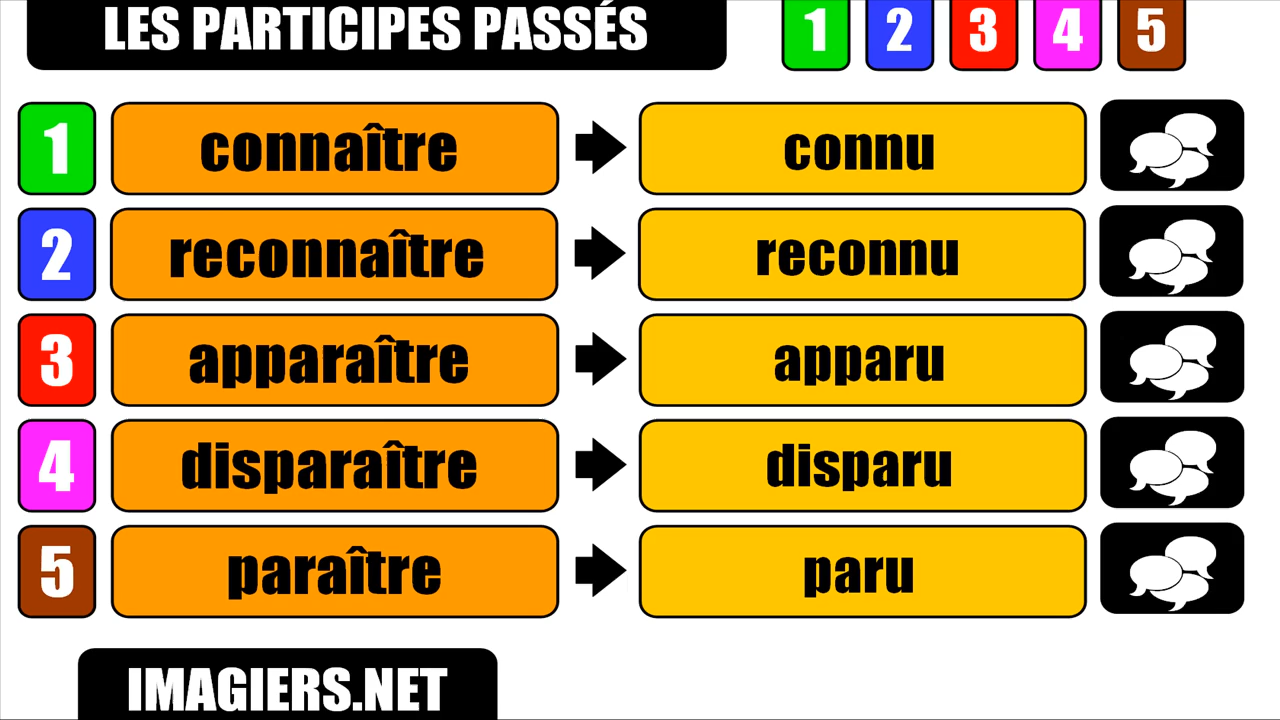 LES PARTICIPES PASSÉS 1 2 3 4 5
1 connaître connu
2 reconnaître reconnu
3 apparaître apparu
4 disparaître disparu
5 paraître paru
IMAGIERS.NET